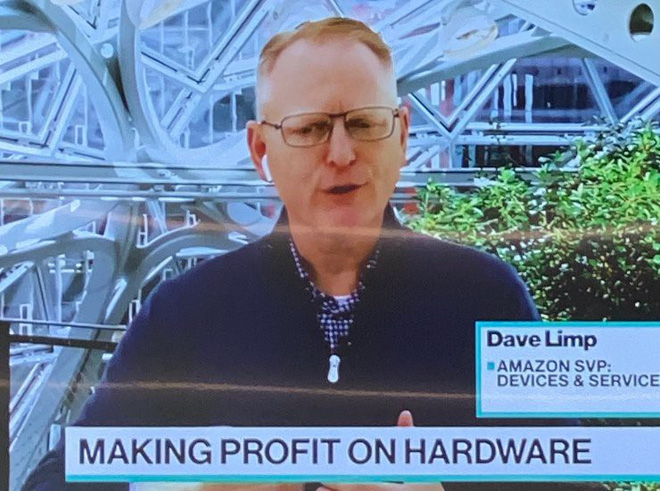 Dave Limp
AMAZON SVP:
DEVICES & SERVICE
MAKING PROFIT ON HARDWARE